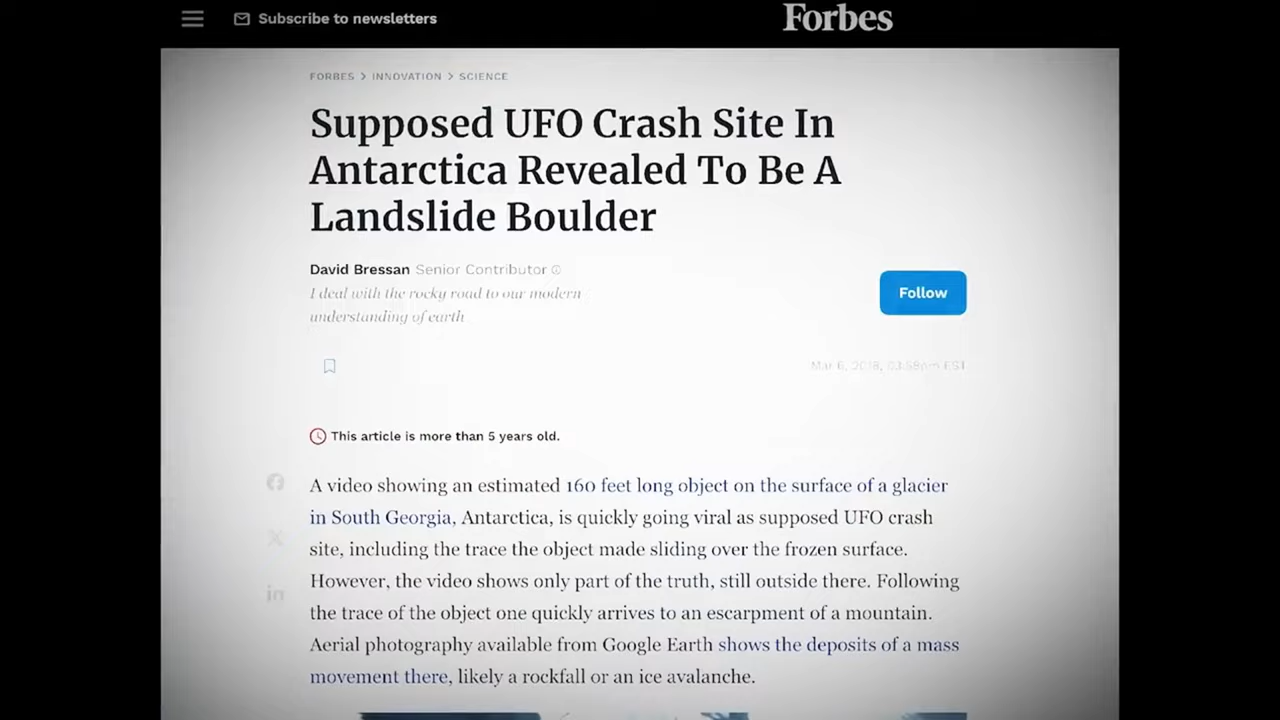 Subscribe to newsletters
Forbes
FORBES > INNOVATION > SCIENCE
Supposed UFO Crash Site In
Antarctica Revealed To Be A
Landslide Boulder
David Bressan Senior Contributor
I deal with the rocky road to our modern
understanding of earth
Follow
Mar 6, 2018, 03:58pm EST
This article is more than 5 years old.
A video showing an estimated 160 feet long object on the surface of a glacier
in South Georgia, Antarctica, is quickly going viral as supposed UFO crash
site, including the trace the object made sliding over the frozen surface.
However, the video shows only part of the truth, still outside there. Following
the trace of the object one quickly arrives to an escarpment of a mountain.
Aerial photography available from Google Earth shows the deposits of a mass
movement there, likely a rockfall or an ice avalanche.